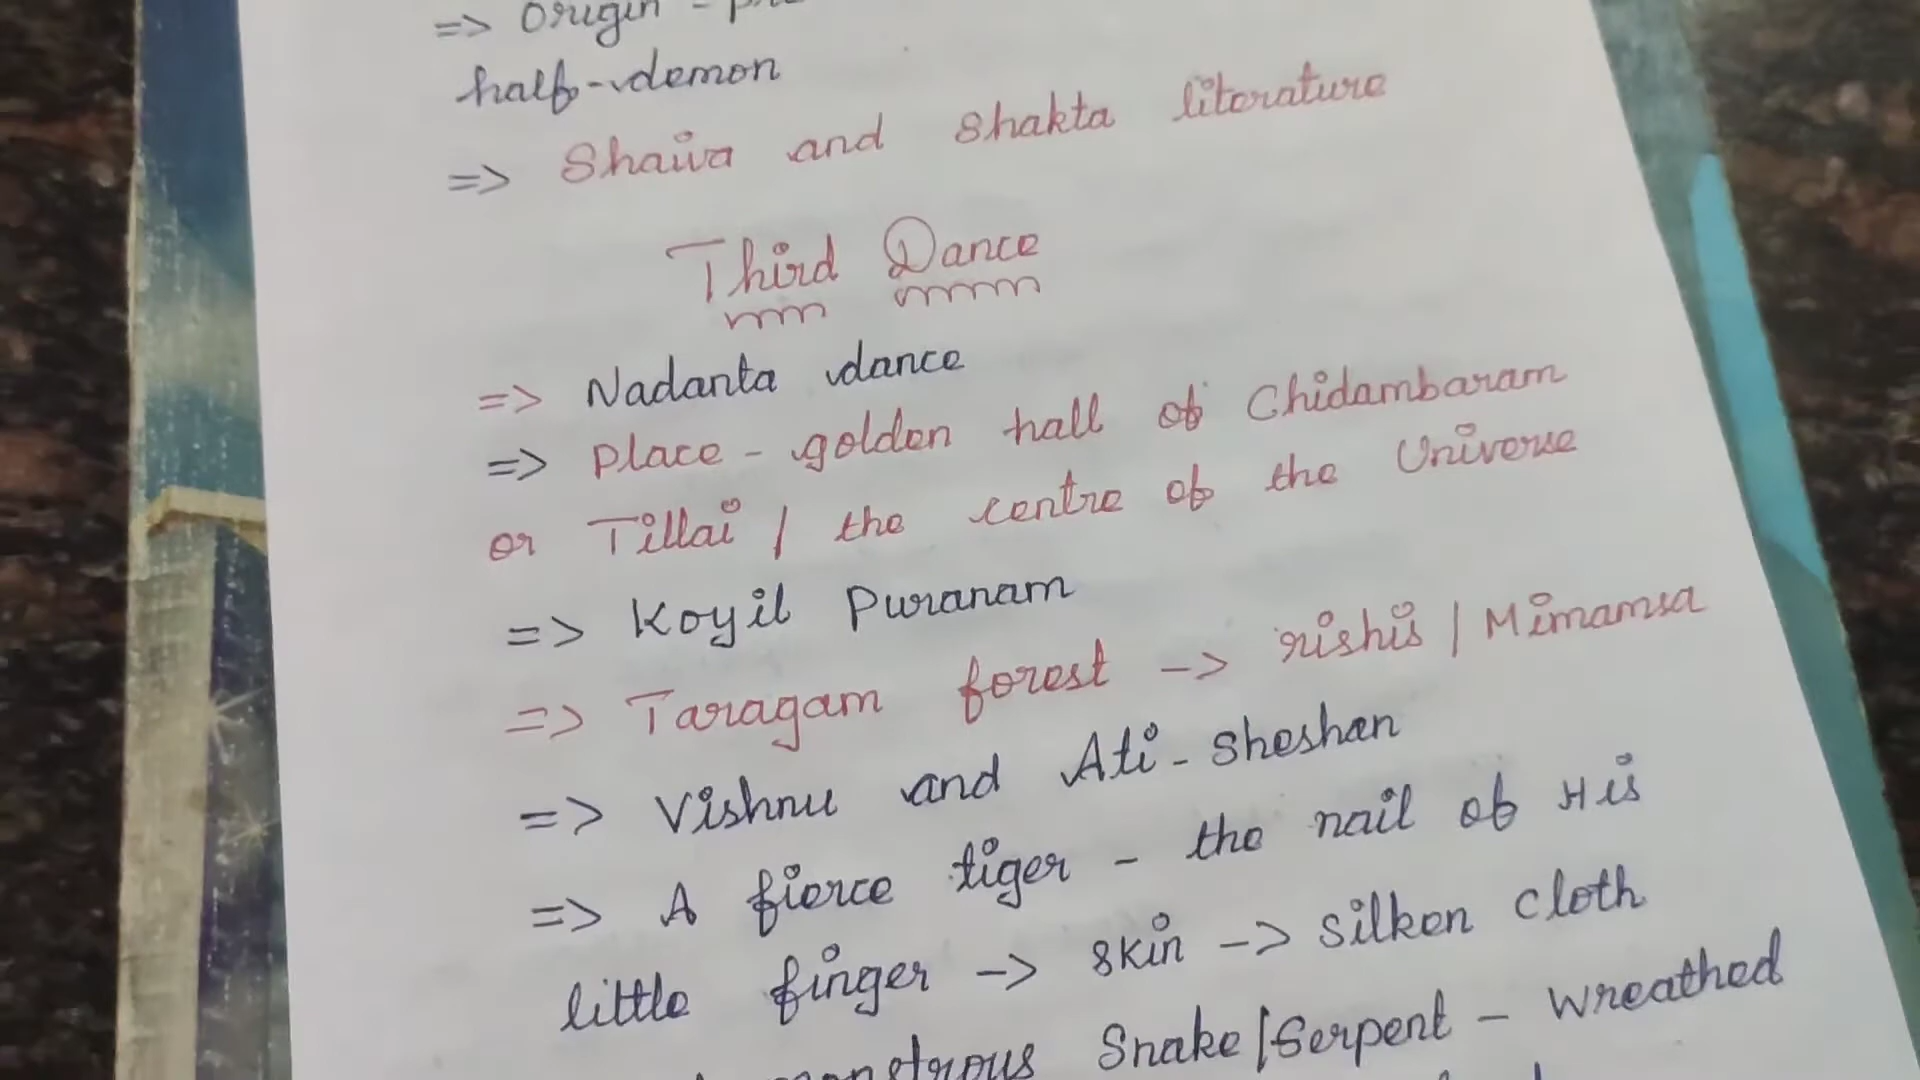 => Origin -
half-demon
=> Shaiva and Shakta literature
Third Dance
=> Nadanta dance
=> Place - golden hall of Chidambaram
or Tillai / the centre of the Universe
=> Koyil Puranam
=> Taragam forest -> rishis | Mimamsa
=> Vishnu and Ati-Sheshan
=> A fierce tiger - the nail of His
little finger -> skin -> silken cloth
monstrous Snake/Serpent - Wreathed